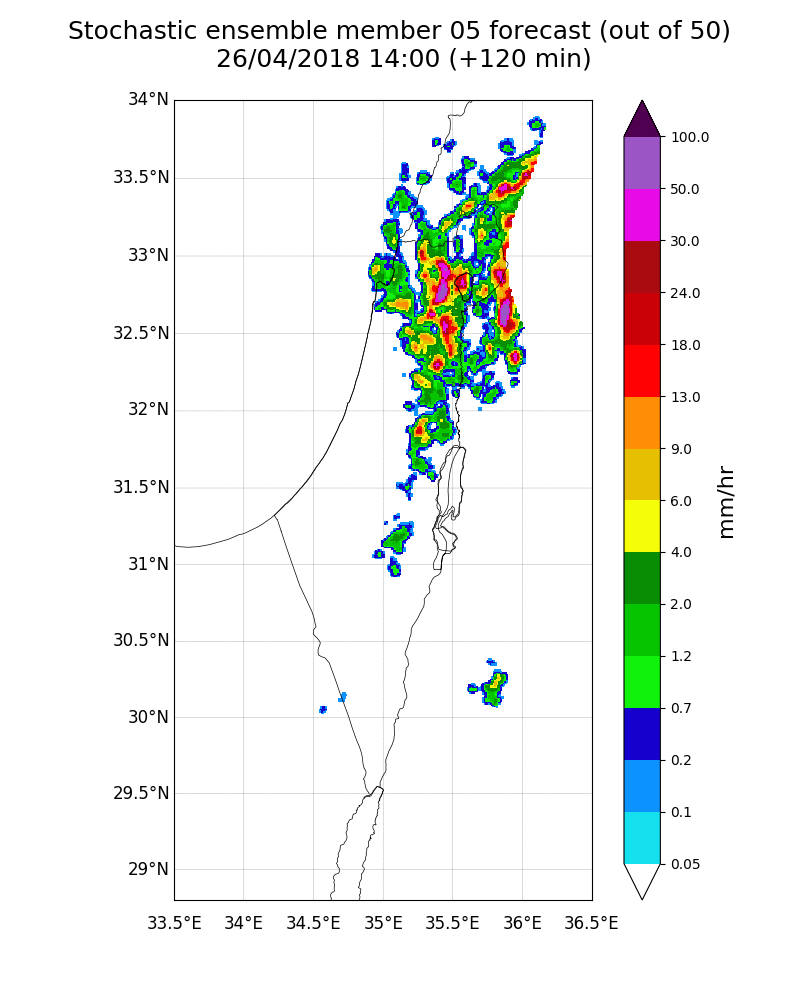 Stochastic ensemble member 05 forecast (out of 50)
26/04/2018 14:00 (+120 min)
34°N
33.5°N
33°N
32.5°N
32°N
31.5°N
31°N
30.5°N
30°N
29.5°N
29°N
33.5°E 34°E 34.5°E 35°E 35.5°E 36°E 36.5°E
100.0
50.0
30.0
24.0
18.0
13.0
9.0
6.0
4.0
2.0
1.2
0.7
0.2
0.1
0.05
mm/hr